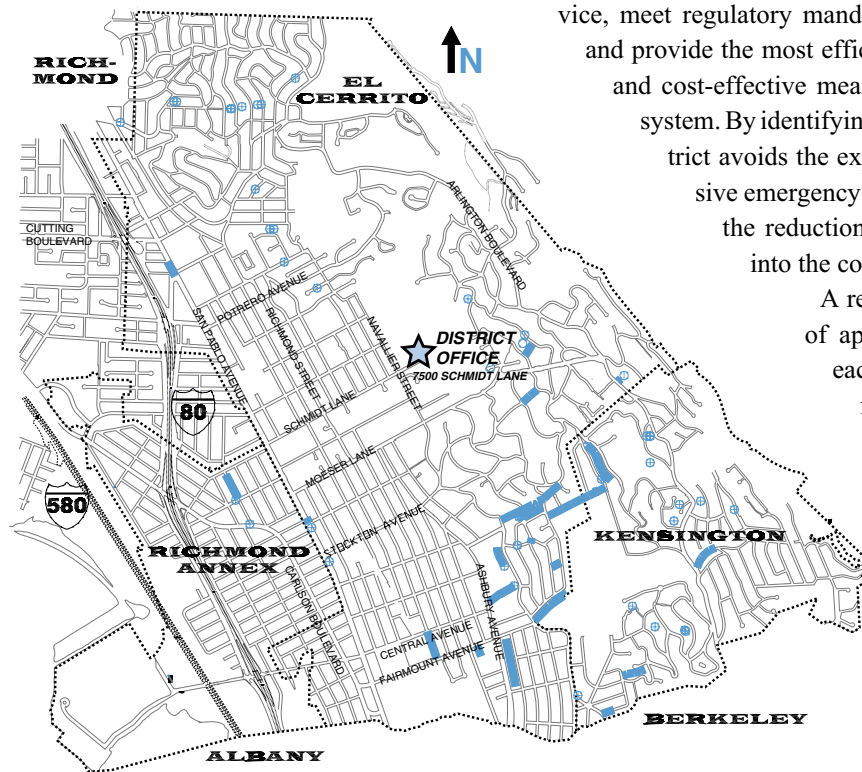 vice, meet regulatory mand
and provide the most effic
and cost-effective mea
system. By identifyin
trict avoids the ex
sive emergency
the reduction
into the co
A re
of ap
eac
N
RICH-
MOND
EL
CERRITO
ARLINGTON BOULEVARD
CUTTING
BOULEVARD
POTRERO AVENUE
SAN PABLO AVENUE
RICHMOND STREET
NAVALLIER STREET
DISTRICT
OFFICE
7500 SCHMIDT LANE
SCHMIDT LANE
80
MOESER LANE
580
STOCKTON AVENUE
RICHMOND
ANNEX
KENSINGTON
CARLSON BOULEVARD
ASHBURY AVENUE
CENTRAL AVENUE
FAIRMOUNT AVENUE
BERKELEY
ALBANY